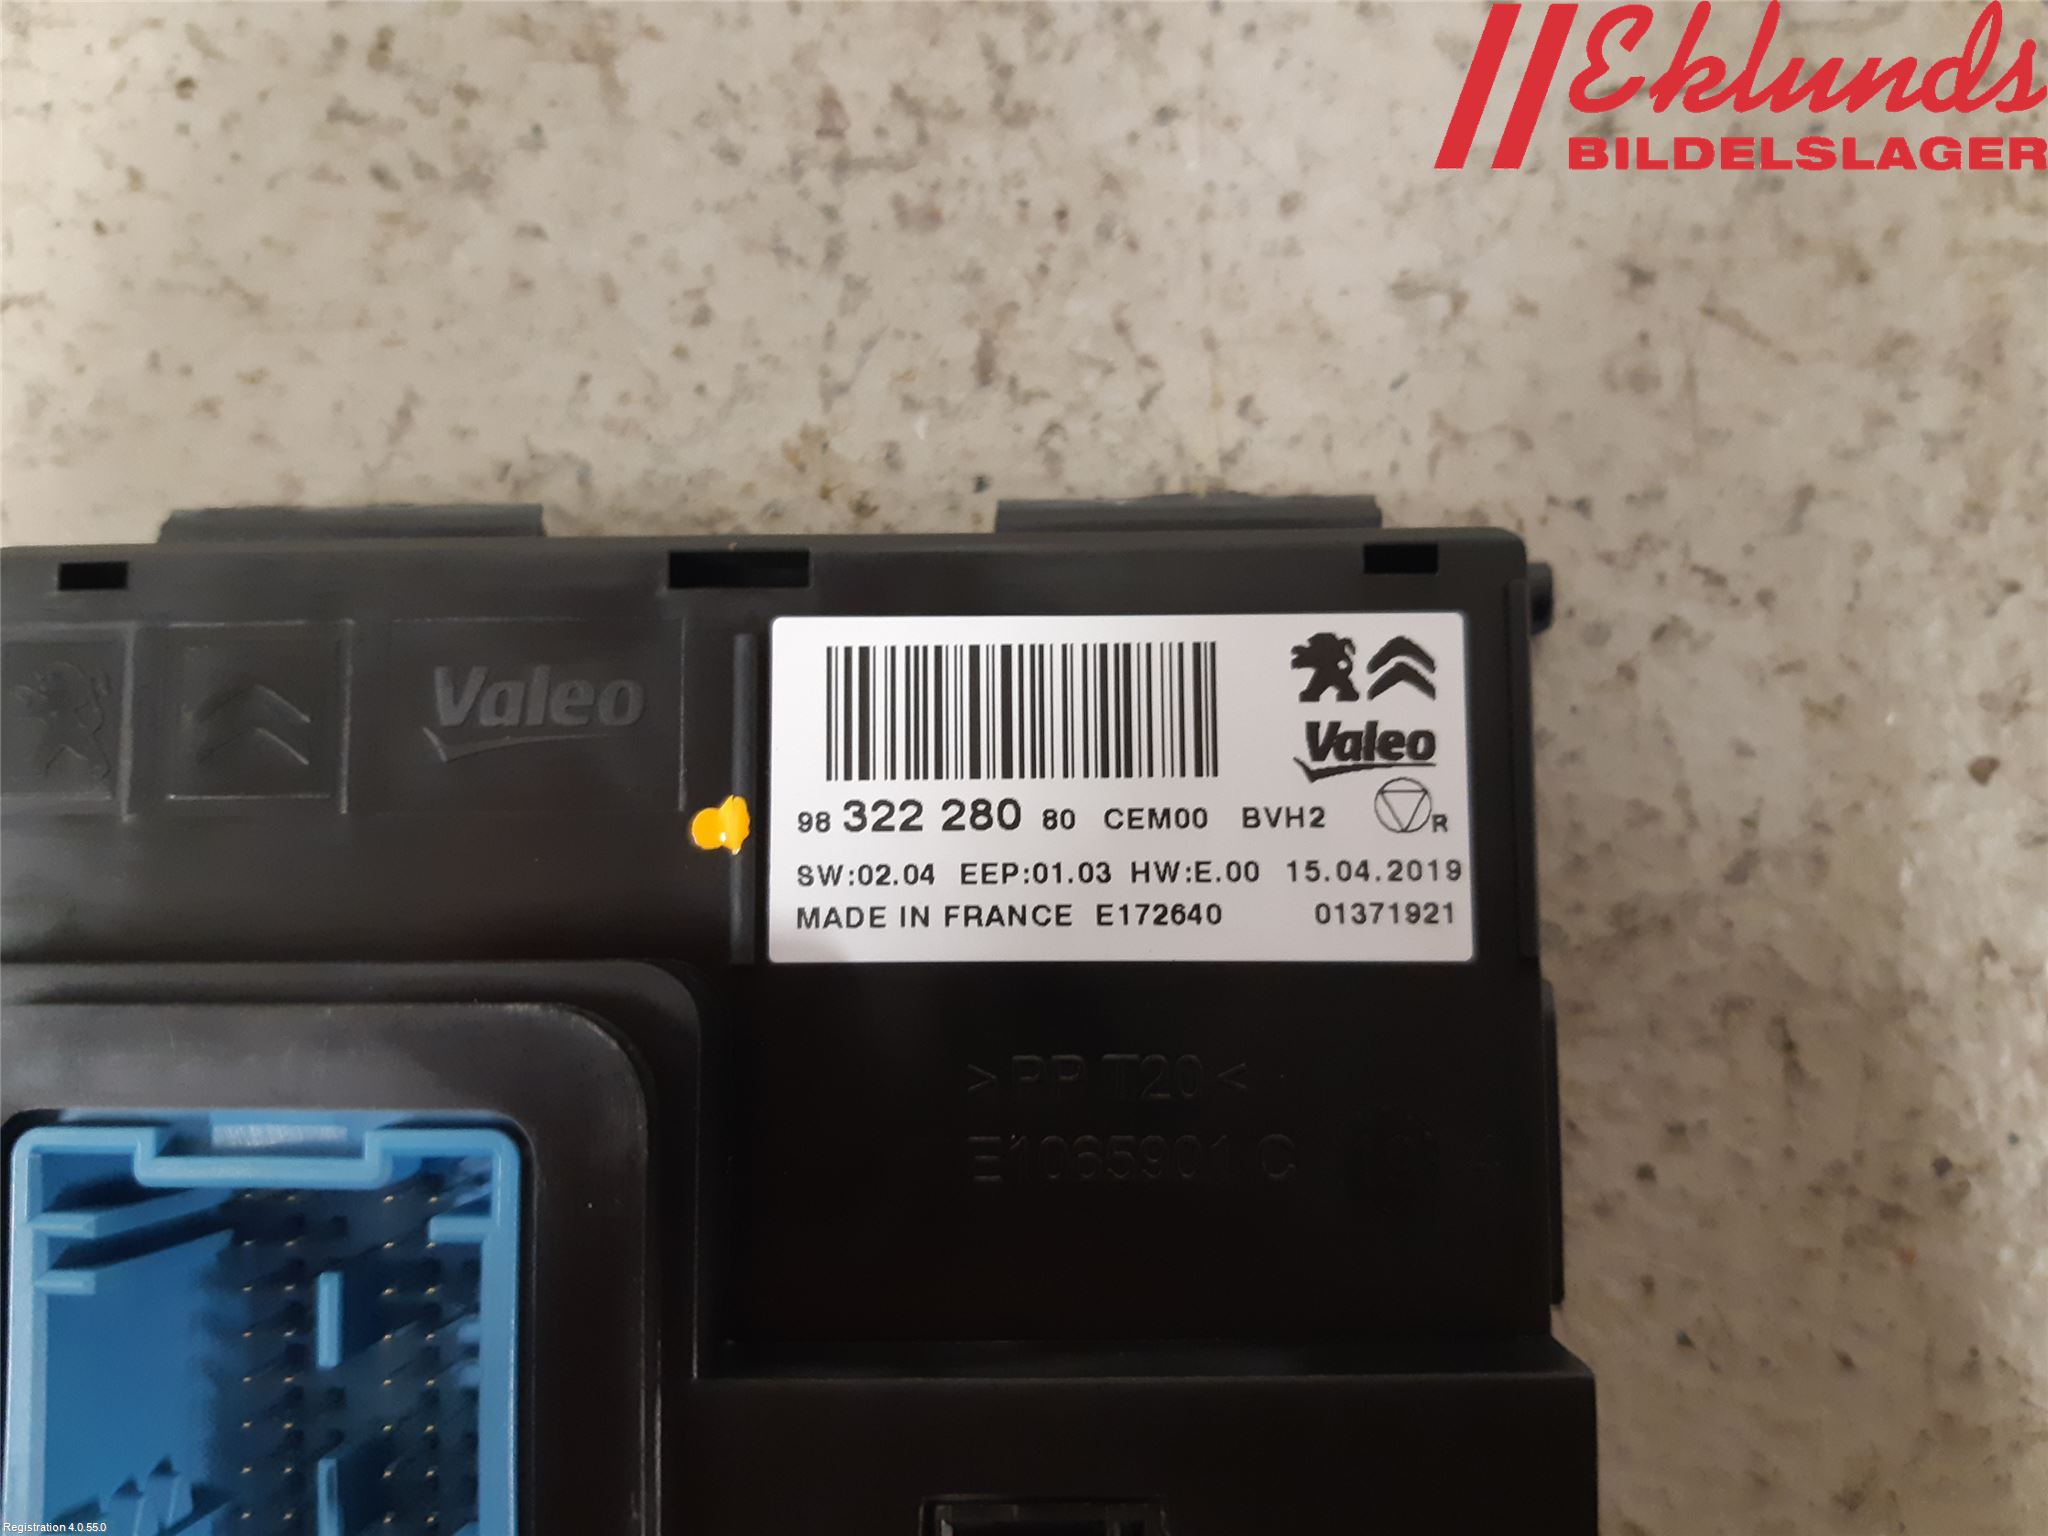 Eklunds
BILDELSLAGER
Valeo
Valeo
98 322 280 80 CEM00 BVH2 R
SW:02.04 EEP:01.03 HW:E.00 15.04.2019
MADE IN FRANCE E172640 01371921
>PP T20<
E1065901 C
Registration 4.0.55.0